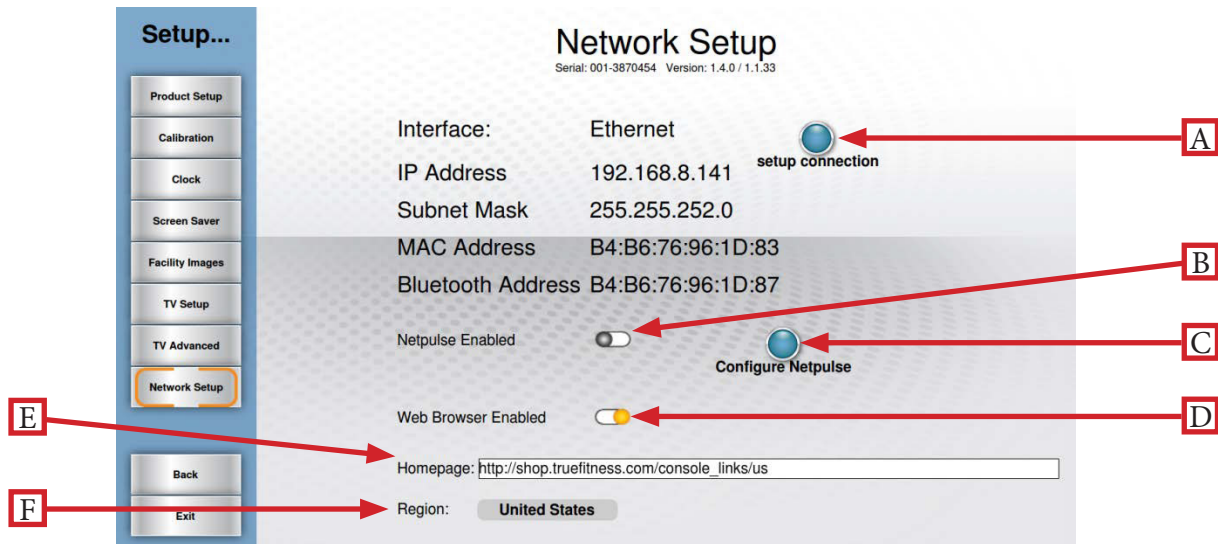 Setup...
Product Setup
Calibration
Clock
Screen Saver
Facility Images
TV Setup
TV Advanced
Network Setup
Back
Exit
Network Setup
Serial: 001-3870454 Version: 1.4.0 / 1.1.33
Interface: Ethernet
setup connection
IP Address 192.168.8.141
Subnet Mask 255.255.252.0
MAC Address B4:B6:76:96:1D:83
Bluetooth Address B4:B6:76:96:1D:87
Netpulse Enabled
Configure Netpulse
Web Browser Enabled
Homepage: http://shop.truefitness.com/console_links/us
Region: United States
A
B
C
D
E
F